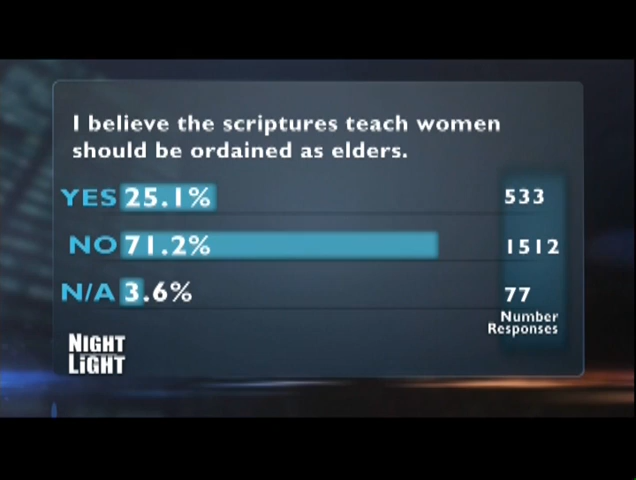 I believe the scriptures teach women
should be ordained as elders.
YES 25.1% 533
NO 71.2% 1512
N/A 3.6% 77
Number
Responses
NIGHT
LiGHT